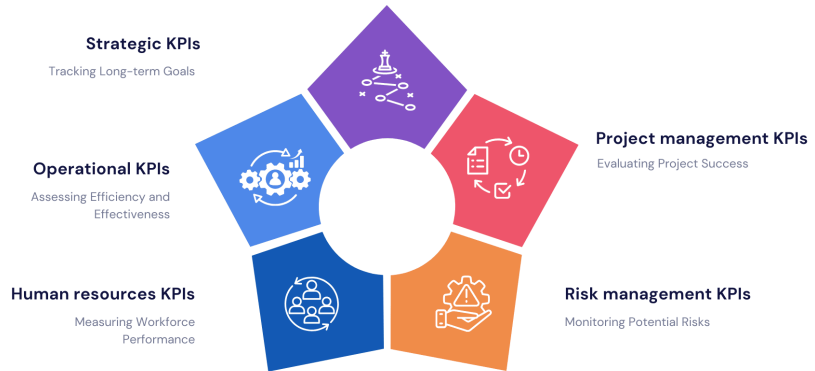 Strategic KPIs
Tracking Long-term Goals
Project management KPIs
Evaluating Project Success
Operational KPIs
Assessing Efficiency and
Effectiveness
Human resources KPIs
Measuring Workforce
Performance
Risk management KPIs
Monitoring Potential Risks